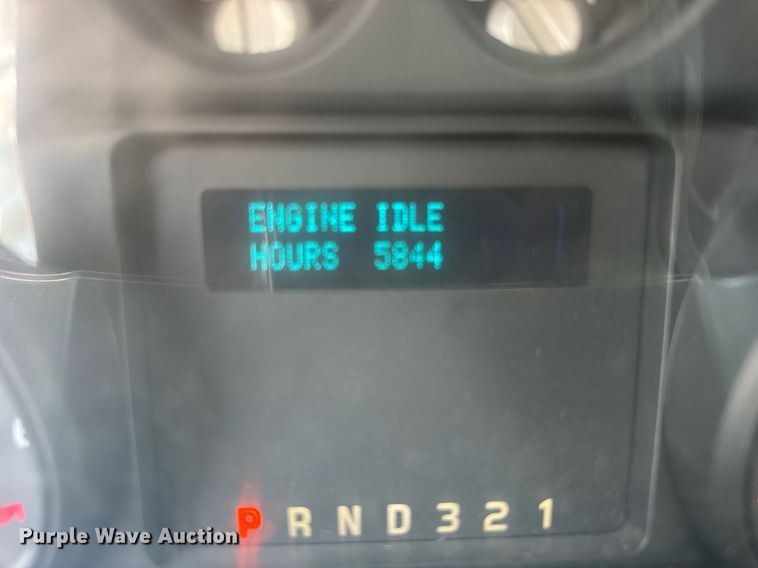 ENGINE IDLE
HOURS 5844
P R N D 3 2 1
Purple Wave Auction